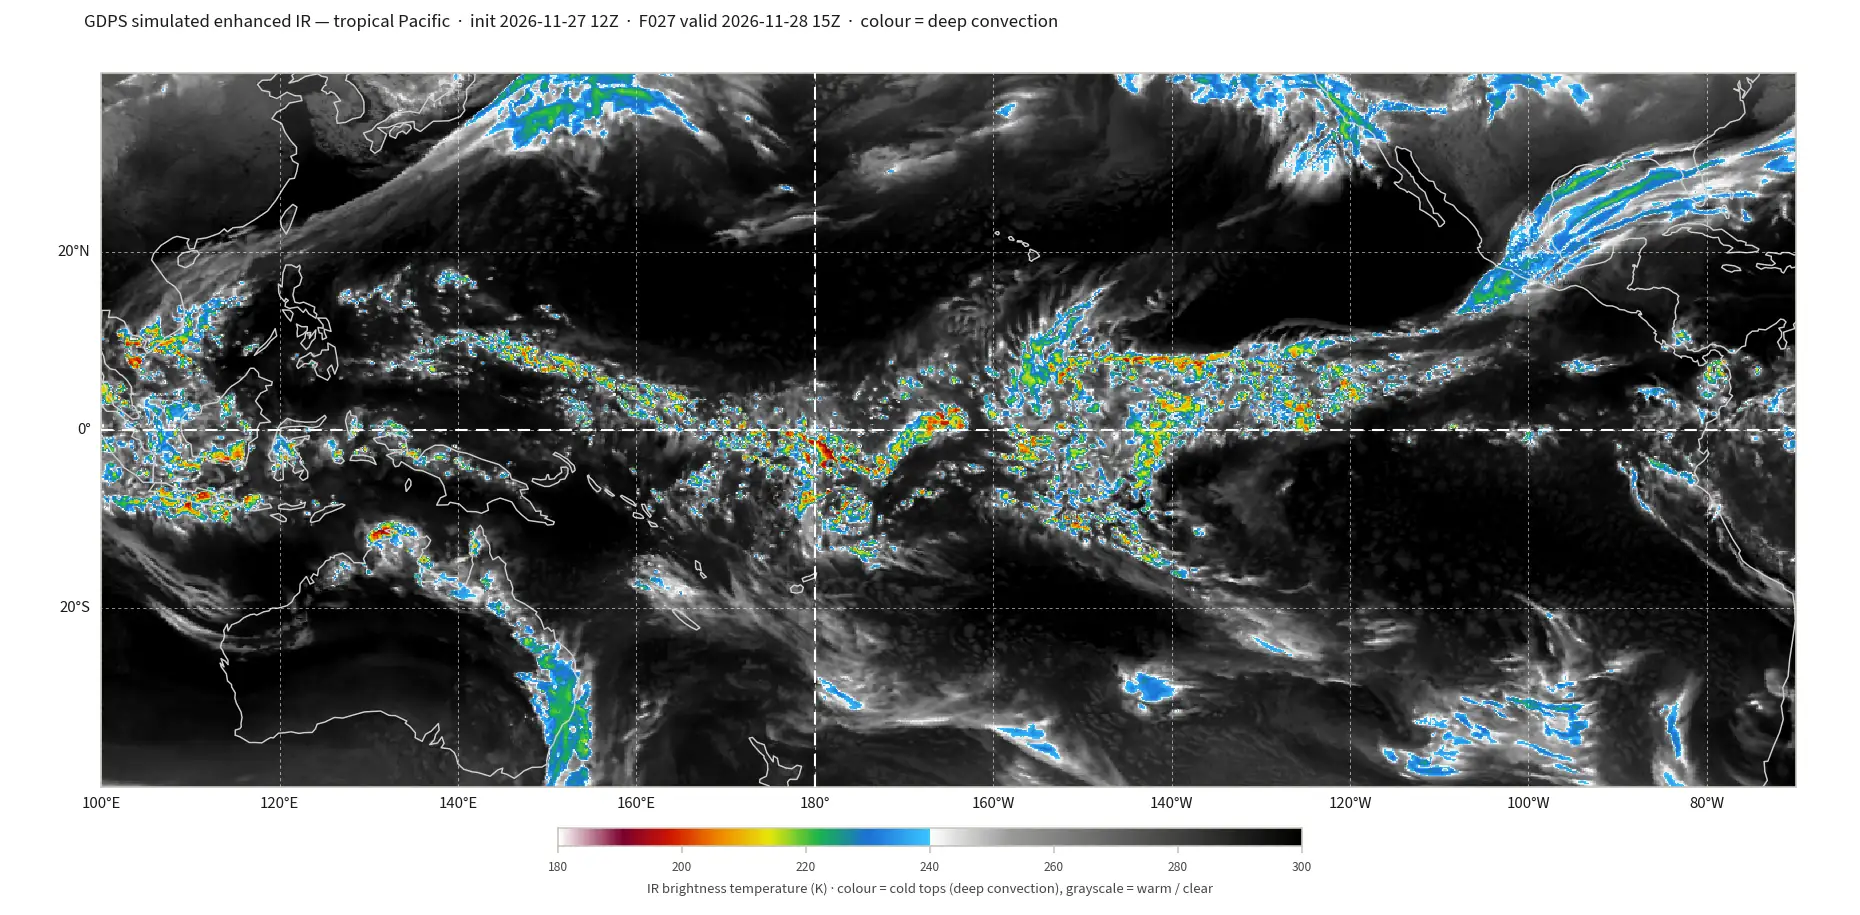 GDPS simulated enhanced IR — tropical Pacific · init 2026-11-27 12Z · F027 valid 2026-11-28 15Z · colour = deep convection
20°N
0°
20°S
100°E 120°E 140°E 160°E 180° 160°W 140°W 120°W 100°W 80°W
180 200 220 240 260 280 300
IR brightness temperature (K) · colour = cold tops (deep convection), grayscale = warm / clear